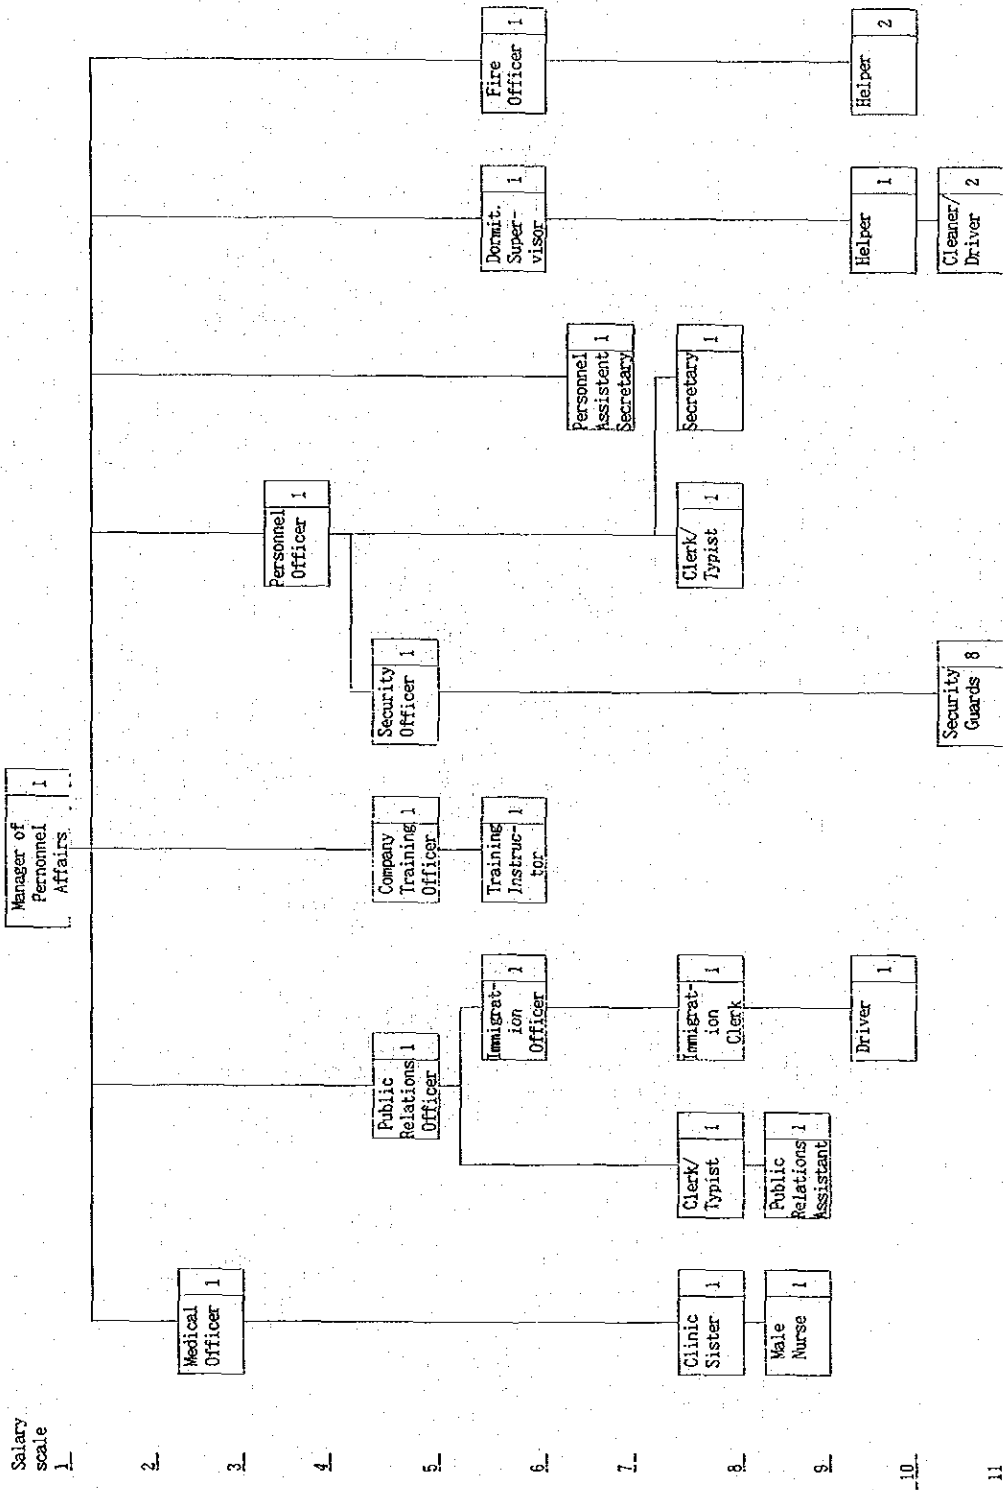 Salary
scale
1
2
3
4
5
6
7
8
9
10
11
Manager of
Pernonnel
Affairs
1
Medical
Officer
1
Clinic
Sister
1
Male
Nurse
1
Public
Relations
Officer
1
Clerk/
Typist
1
Public
Relations
Assistant
1
Immigrat-
ion
Officer
1
Immigrat-
ion
Clerk
1
Driver
1
Company
Training
Officer
1
Training
Instruc-
tor
1
Personnel
Officer
1
Security
Officer
1
Security
Guards
8
Clerk/
Typist
1
Secretary
1
Personnel
Assistent
Secretary
1
Dormit.
Super-
visor
1
Helper
1
Cleaner/
Driver
2
Fire
Officer
1
Helper
2